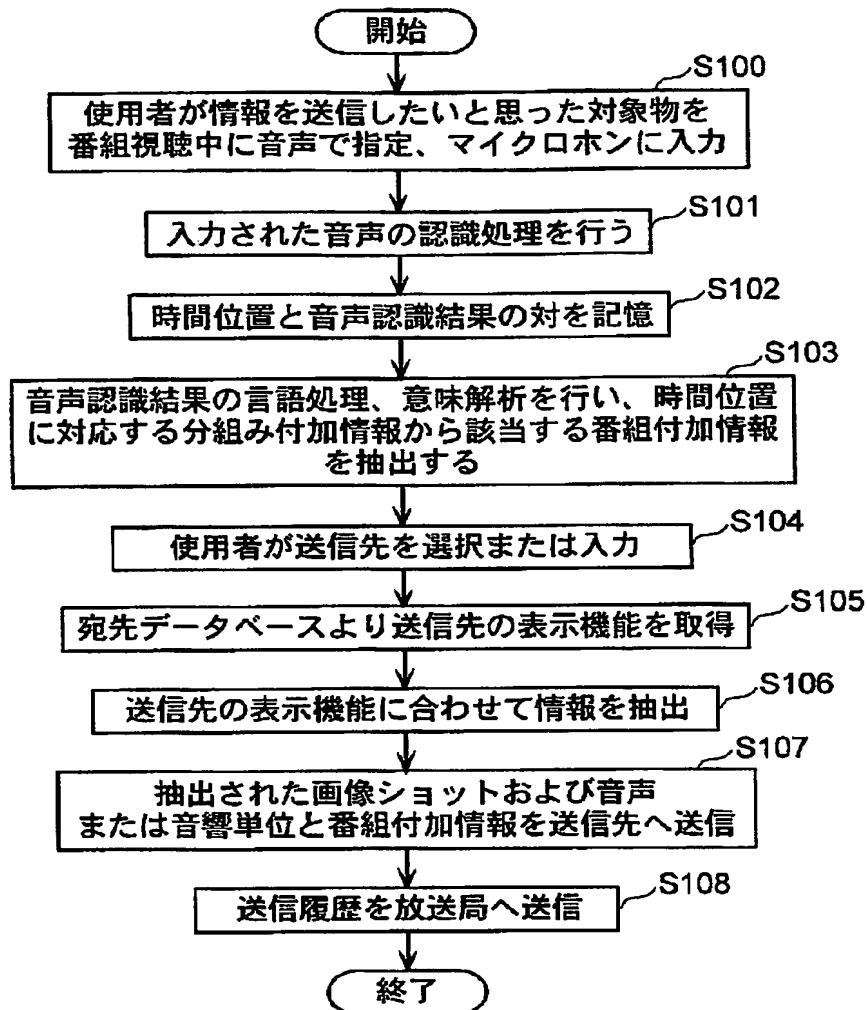 開始
S100
使用者が情報を送信したいと思った対象物を
番組視聴中に音声で指定、マイクロホンに入力
S101
入力された音声の認識処理を行う
S102
時間位置と音声認識結果の対を記憶
S103
音声認識結果の言語処理、意味解析を行い、時間位置
に対応する分組み付加情報から該当する番組付加情報
を抽出する
S104
使用者が送信先を選択または入力
S105
宛先データベースより送信先の表示機能を取得
S106
送信先の表示機能に合わせて情報を抽出
S107
抽出された画像ショットおよび音声
または音響単位と番組付加情報を送信先へ送信
S108
送信履歴を放送局へ送信
終了